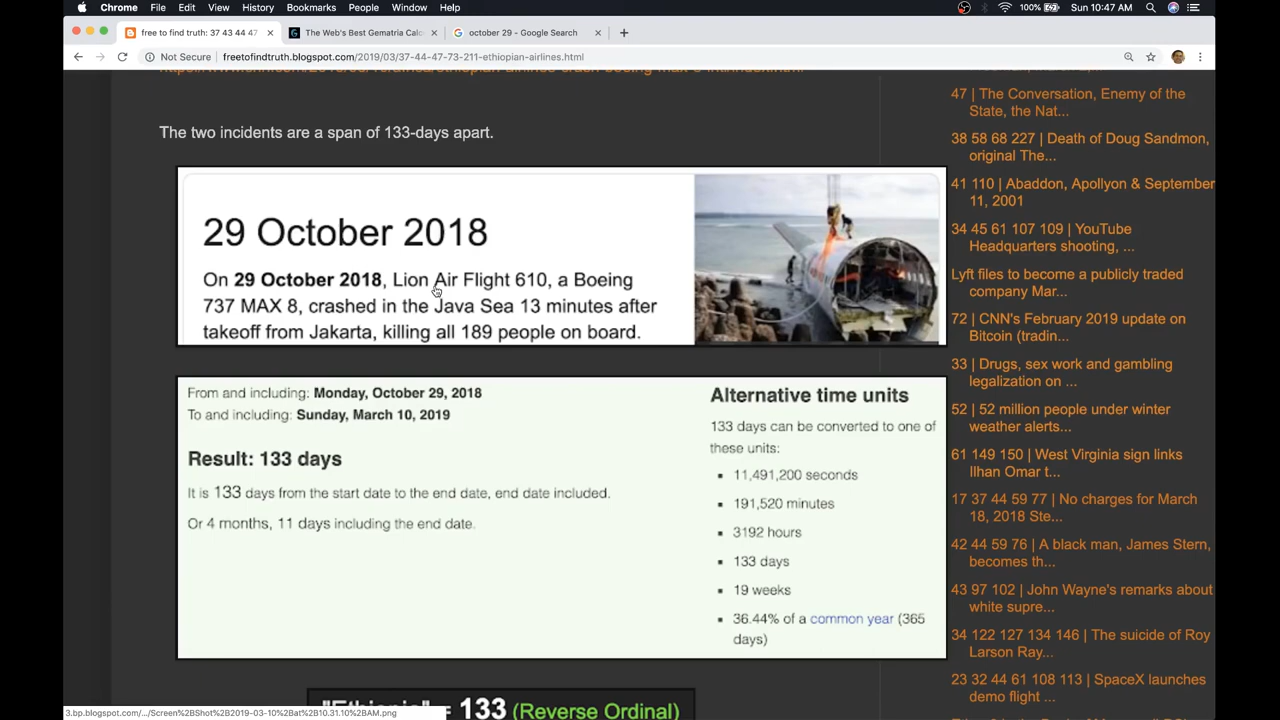 Chrome File Edit View History Bookmarks People Window Help 100% Sun 10:47 AM
free to find truth: 37 43 44 47 The Web's Best Gematria Calc october 29 - Google Search
Not Secure freetofindtruth.blogspot.com/2019/03/37-44-47-73-211-ethiopian-airlines.html
The two incidents are a span of 133-days apart.
29 October 2018
On 29 October 2018, Lion Air Flight 610, a Boeing
737 MAX 8, crashed in the Java Sea 13 minutes after
takeoff from Jakarta, killing all 189 people on board.
From and including: Monday, October 29, 2018
To and including: Sunday, March 10, 2019
Result: 133 days
It is 133 days from the start date to the end date, end date included.
Or 4 months, 11 days including the end date.
Alternative time units
133 days can be converted to one of
these units:
11,491,200 seconds
191,520 minutes
3192 hours
133 days
19 weeks
36.44% of a common year (365
days)
"Ethiopia" = 133 (Reverse Ordinal)
47 | The Conversation, Enemy of the
State, the Nat...
38 58 68 227 | Death of Doug Sandmon,
original The...
41 110 | Abaddon, Apollyon & September
11, 2001
34 45 61 107 109 | YouTube
Headquarters shooting, ...
Lyft files to become a publicly traded
company Mar...
72 | CNN's February 2019 update on
Bitcoin (tradin...
33 | Drugs, sex work and gambling
legalization on ...
52 | 52 million people under winter
weather alerts...
61 149 150 | West Virginia sign links
Ilhan Omar t...
17 37 44 59 77 | No charges for March
18, 2018 Ste...
42 44 59 76 | A black man, James Stern,
becomes th...
43 97 102 | John Wayne's remarks about
white supre...
34 122 127 134 146 | The suicide of Roy
Larson Ray...
23 32 44 61 108 113 | SpaceX launches
demo flight ...
3.bp.blogspot.com/.../Screen%2BShot%2B2019-03-10%2Bat%2B10.31.10%2BAM.png